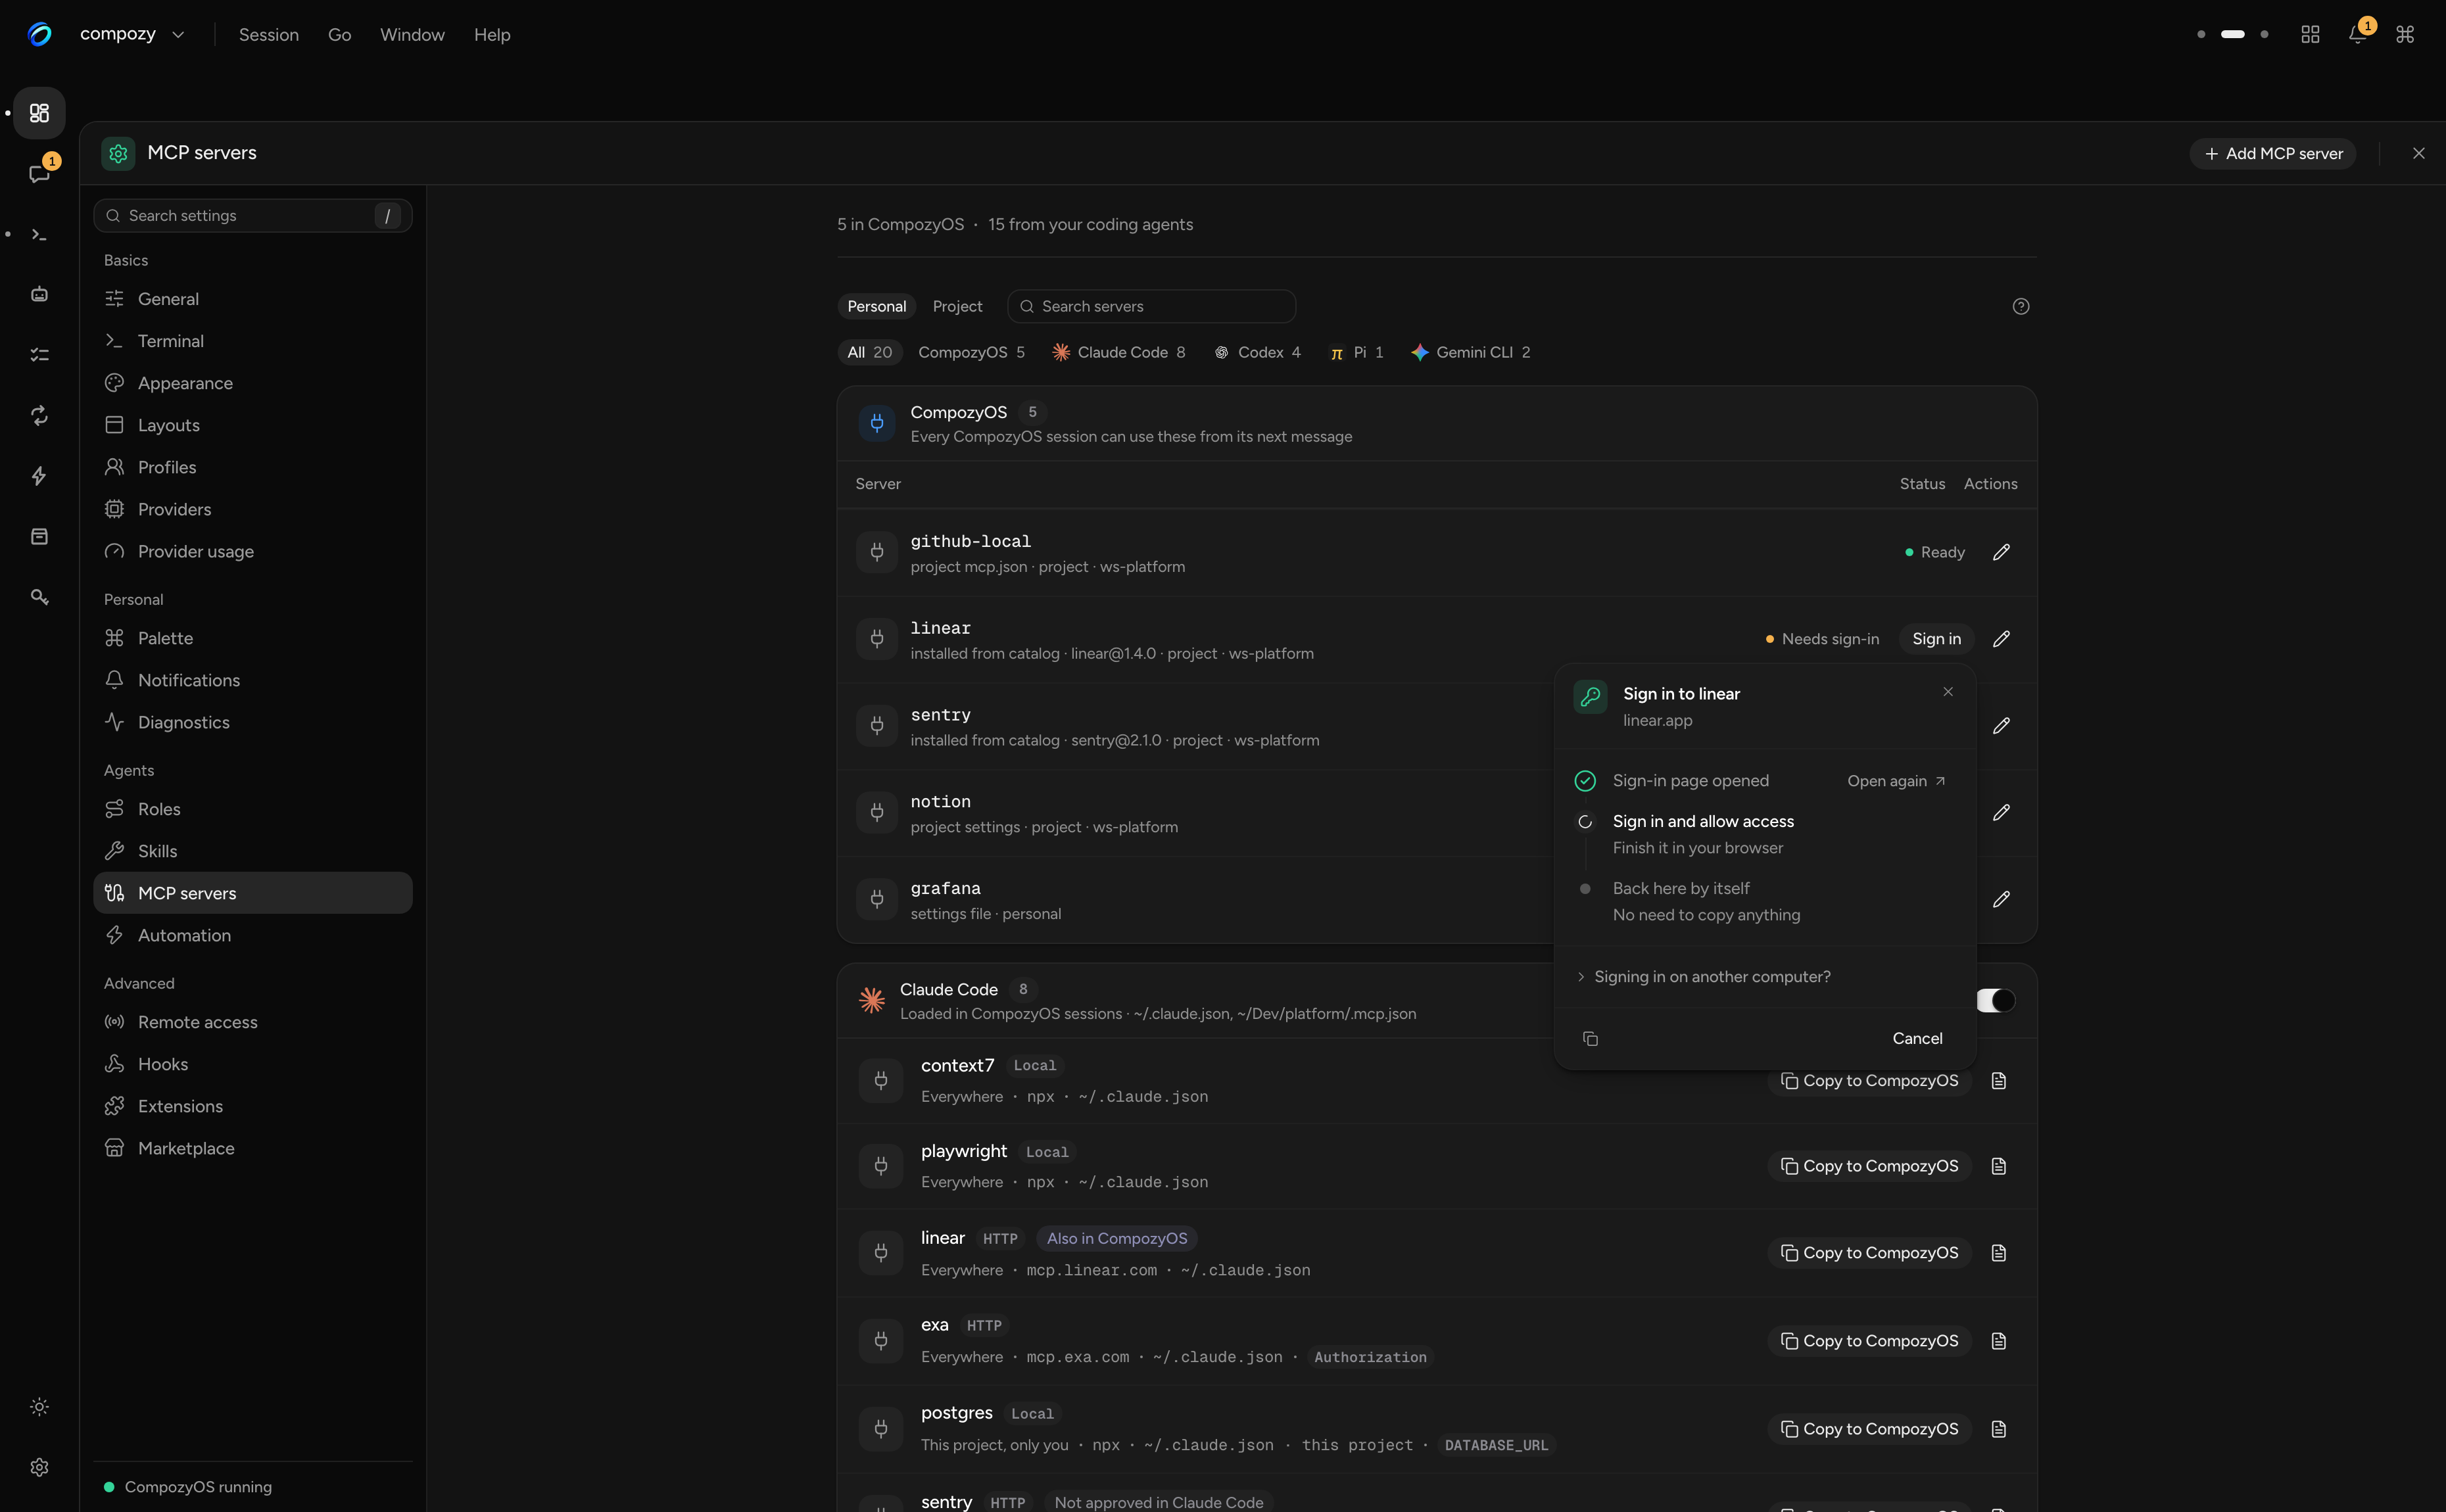 compozy Session Go Window Help
1
1
MCP servers
+ Add MCP server
Search settings /
Basics
General
Terminal
Appearance
Layouts
Profiles
Providers
Provider usage
Personal
Palette
Notifications
Diagnostics
Agents
Roles
Skills
MCP servers
Automation
Advanced
Remote access
Hooks
Extensions
Marketplace
CompozyOS running
5 in CompozyOS · 15 from your coding agents
Personal Project Search servers
All 20 CompozyOS 5 Claude Code 8 Codex 4 Pi 1 Gemini CLI 2
CompozyOS 5
Every CompozyOS session can use these from its next message
Server Status Actions
github-local
project mcp.json · project · ws-platform
Ready
linear
installed from catalog · linear@1.4.0 · project · ws-platform
Needs sign-in Sign in
sentry
installed from catalog · sentry@2.1.0 · project · ws-platform
notion
project settings · project · ws-platform
grafana
settings file · personal
Sign in to linear
linear.app
Sign-in page opened Open again
Sign in and allow access
Finish it in your browser
Back here by itself
No need to copy anything
Signing in on another computer?
Cancel
Claude Code 8
Loaded in CompozyOS sessions · ~/.claude.json, ~/Dev/platform/.mcp.json
context7 Local
Everywhere · npx · ~/.claude.json
Copy to CompozyOS
playwright Local
Everywhere · npx · ~/.claude.json
Copy to CompozyOS
linear HTTP Also in CompozyOS
Everywhere · mcp.linear.com · ~/.claude.json
Copy to CompozyOS
exa HTTP
Everywhere · mcp.exa.com · ~/.claude.json · Authorization
Copy to CompozyOS
postgres Local
This project, only you · npx · ~/.claude.json · this project · DATABASE_URL
Copy to CompozyOS
sentry HTTP Not approved in Claude Code